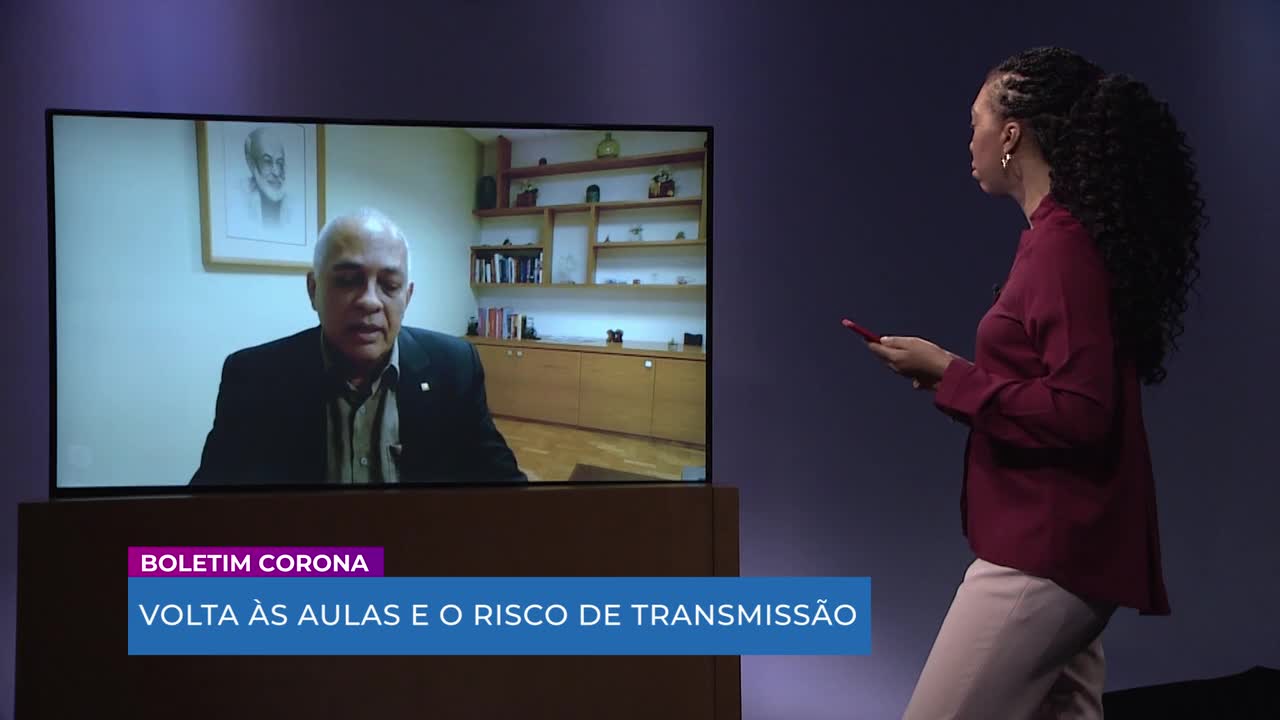 BOLETIM CORONA
VOLTA ÀS AULAS E O RISCO DE TRANSMISSÃO